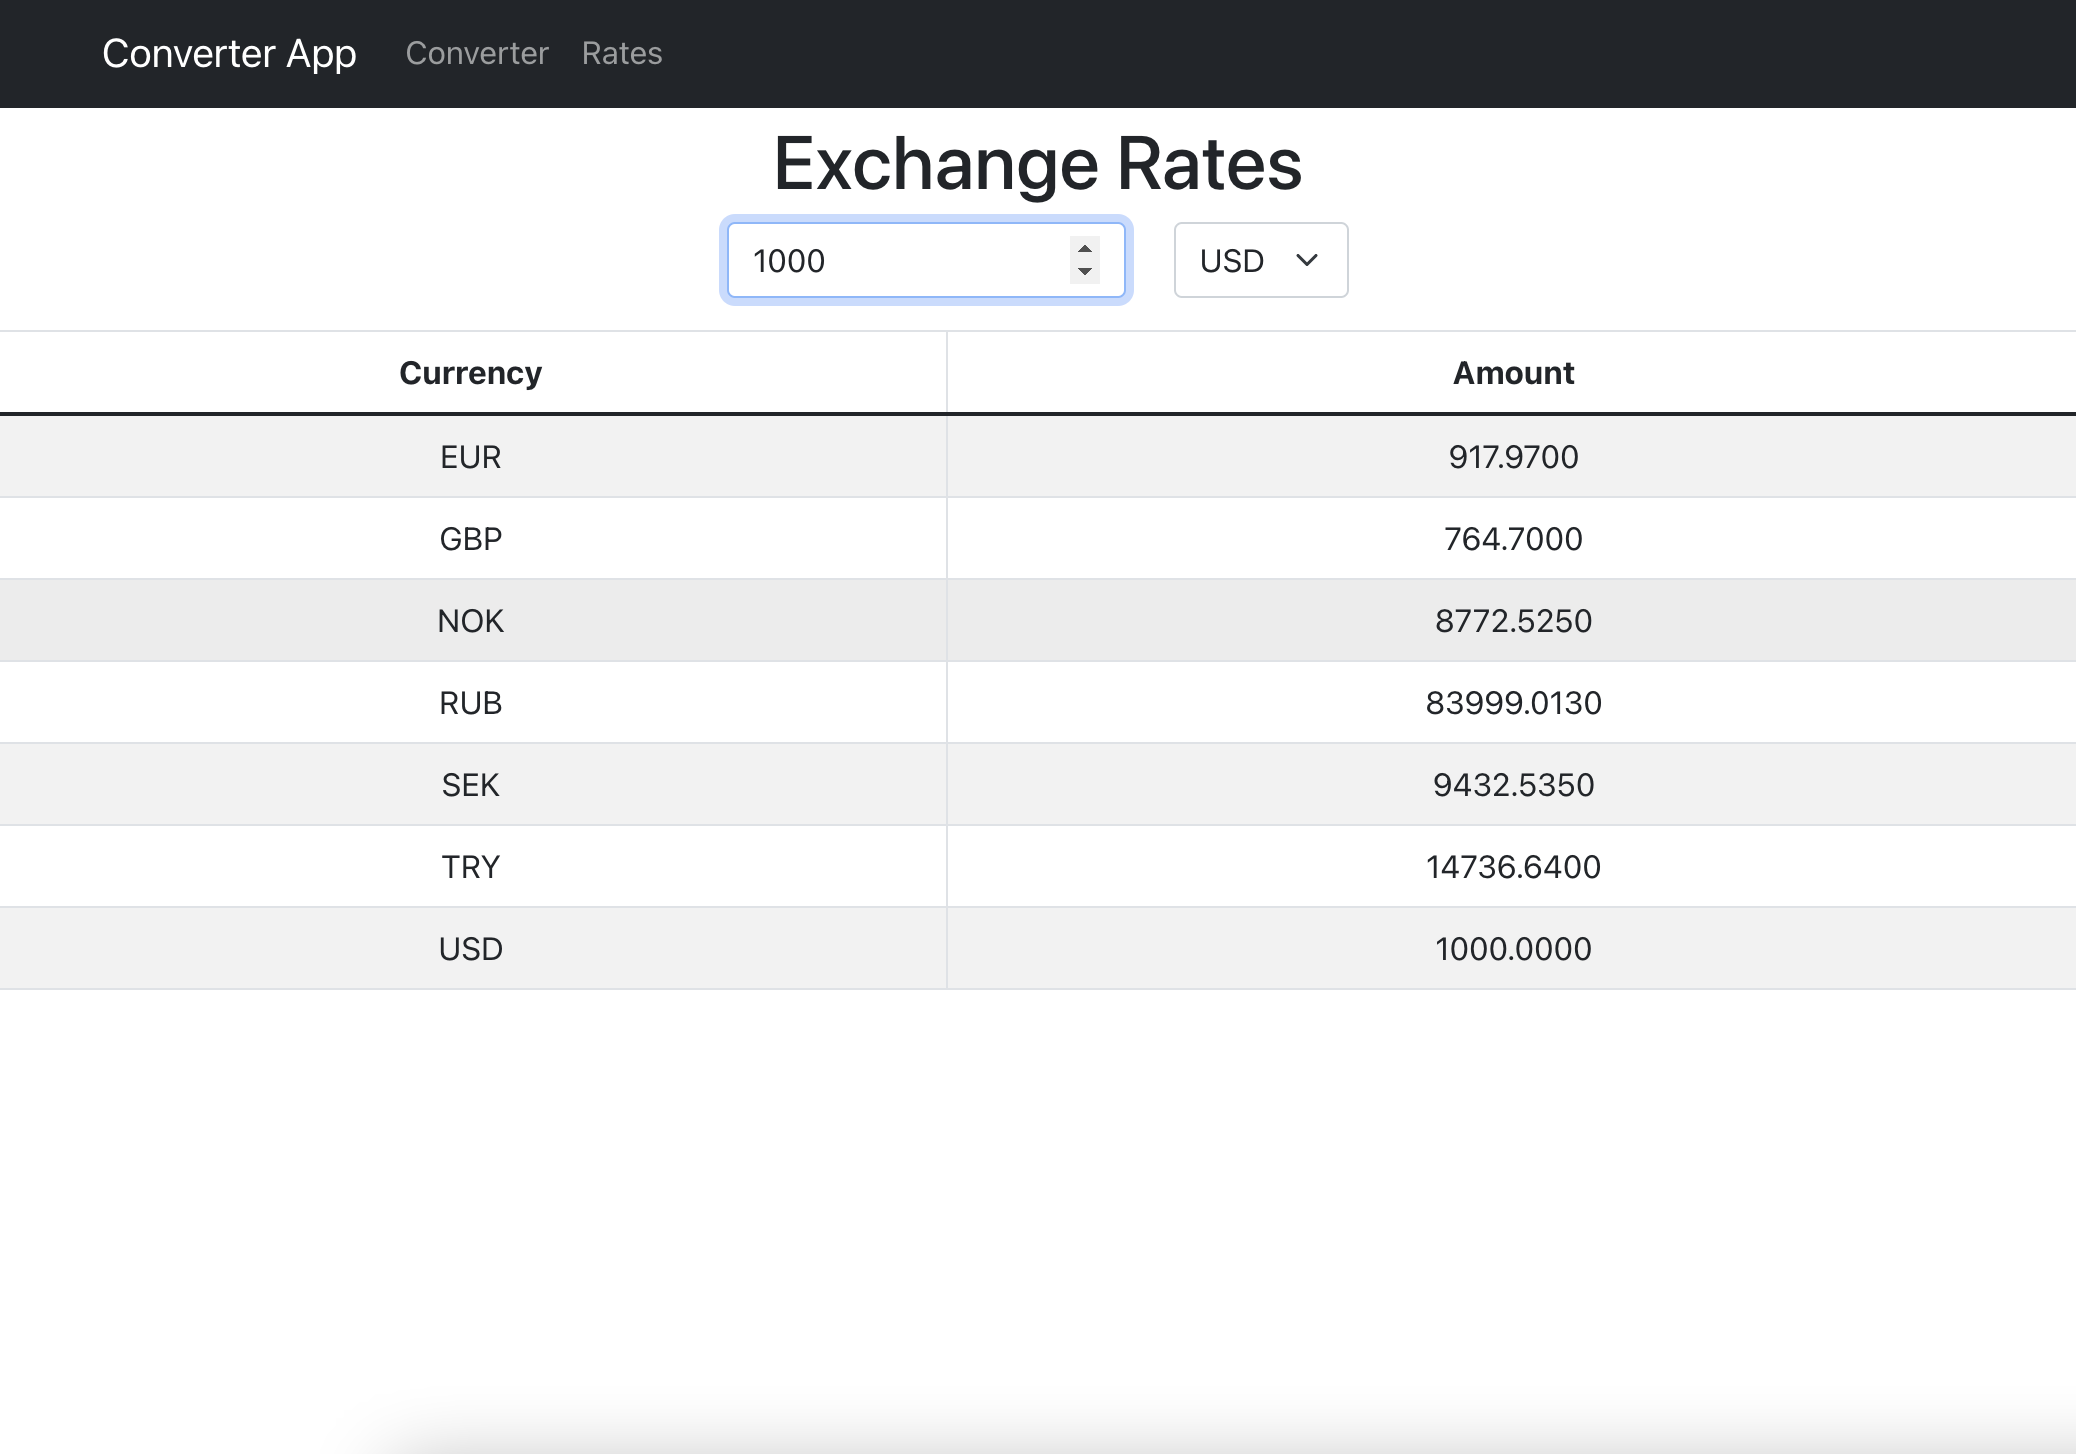 Converter App Converter Rates
Exchange Rates
1000 USD
Currency Amount
EUR 917.9700
GBP 764.7000
NOK 8772.5250
RUB 83999.0130
SEK 9432.5350
TRY 14736.6400
USD 1000.0000